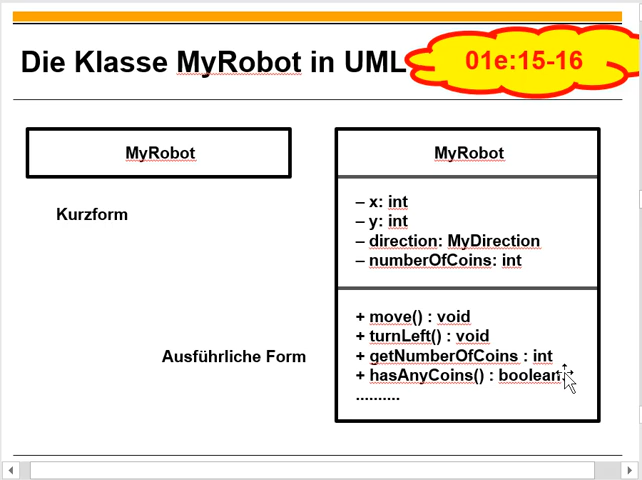 Die Klasse MyRobot in UML
01e:15-16
MyRobot
Kurzform
MyRobot
– x: int
– y: int
– direction: MyDirection
– numberOfCoins: int
Ausführliche Form
+ move() : void
+ turnLeft() : void
+ getNumberOfCoins : int
+ hasAnyCoins() : boolean
..........